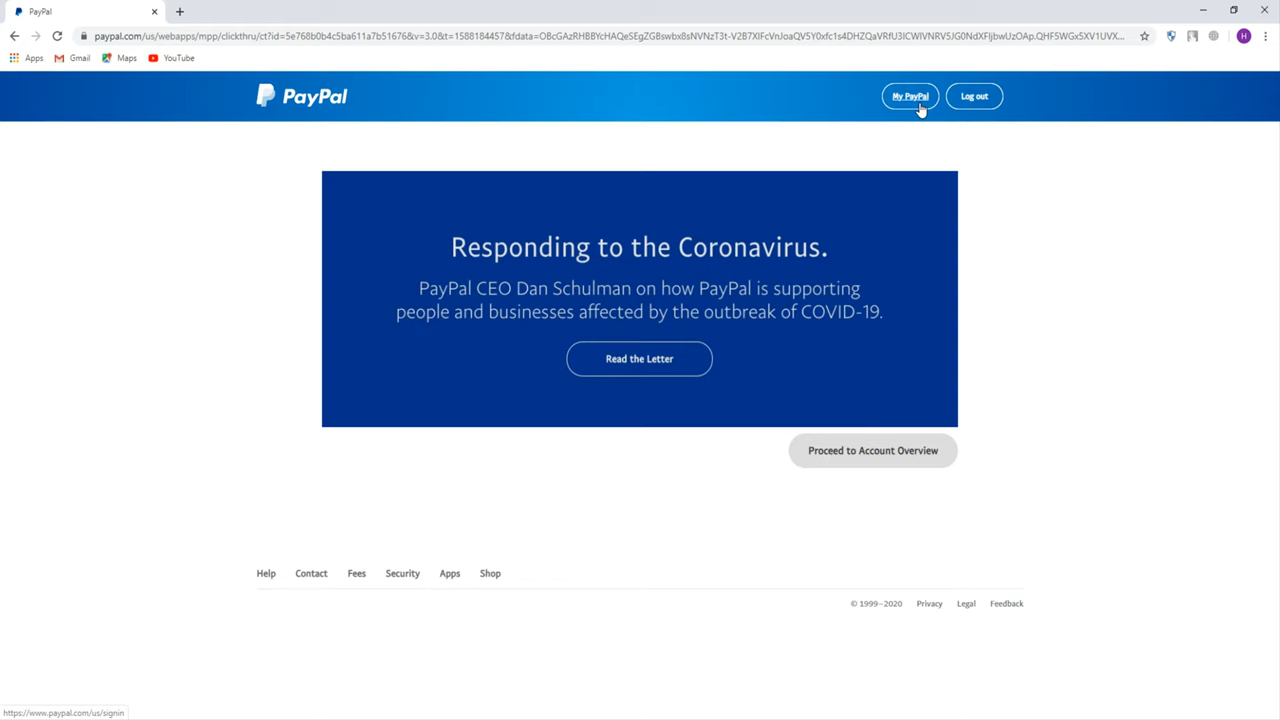 PayPal
paypal.com/us/webapps/mpp/clickthru/ct?id=5e768b0b4c5ba611a7b51676&v=3.0&t=1588184457&fdata=
Apps
Gmail
Maps
YouTube
PayPal
My PayPal
Log out
Responding to the Coronavirus.
PayPal CEO Dan Schulman on how PayPal is supporting
people and businesses affected by the outbreak of COVID-19.
Read the Letter
Proceed to Account Overview
Help Contact Fees Security Apps Shop
© 1999–2020 Privacy Legal Feedback
https://www.paypal.com/us/signin